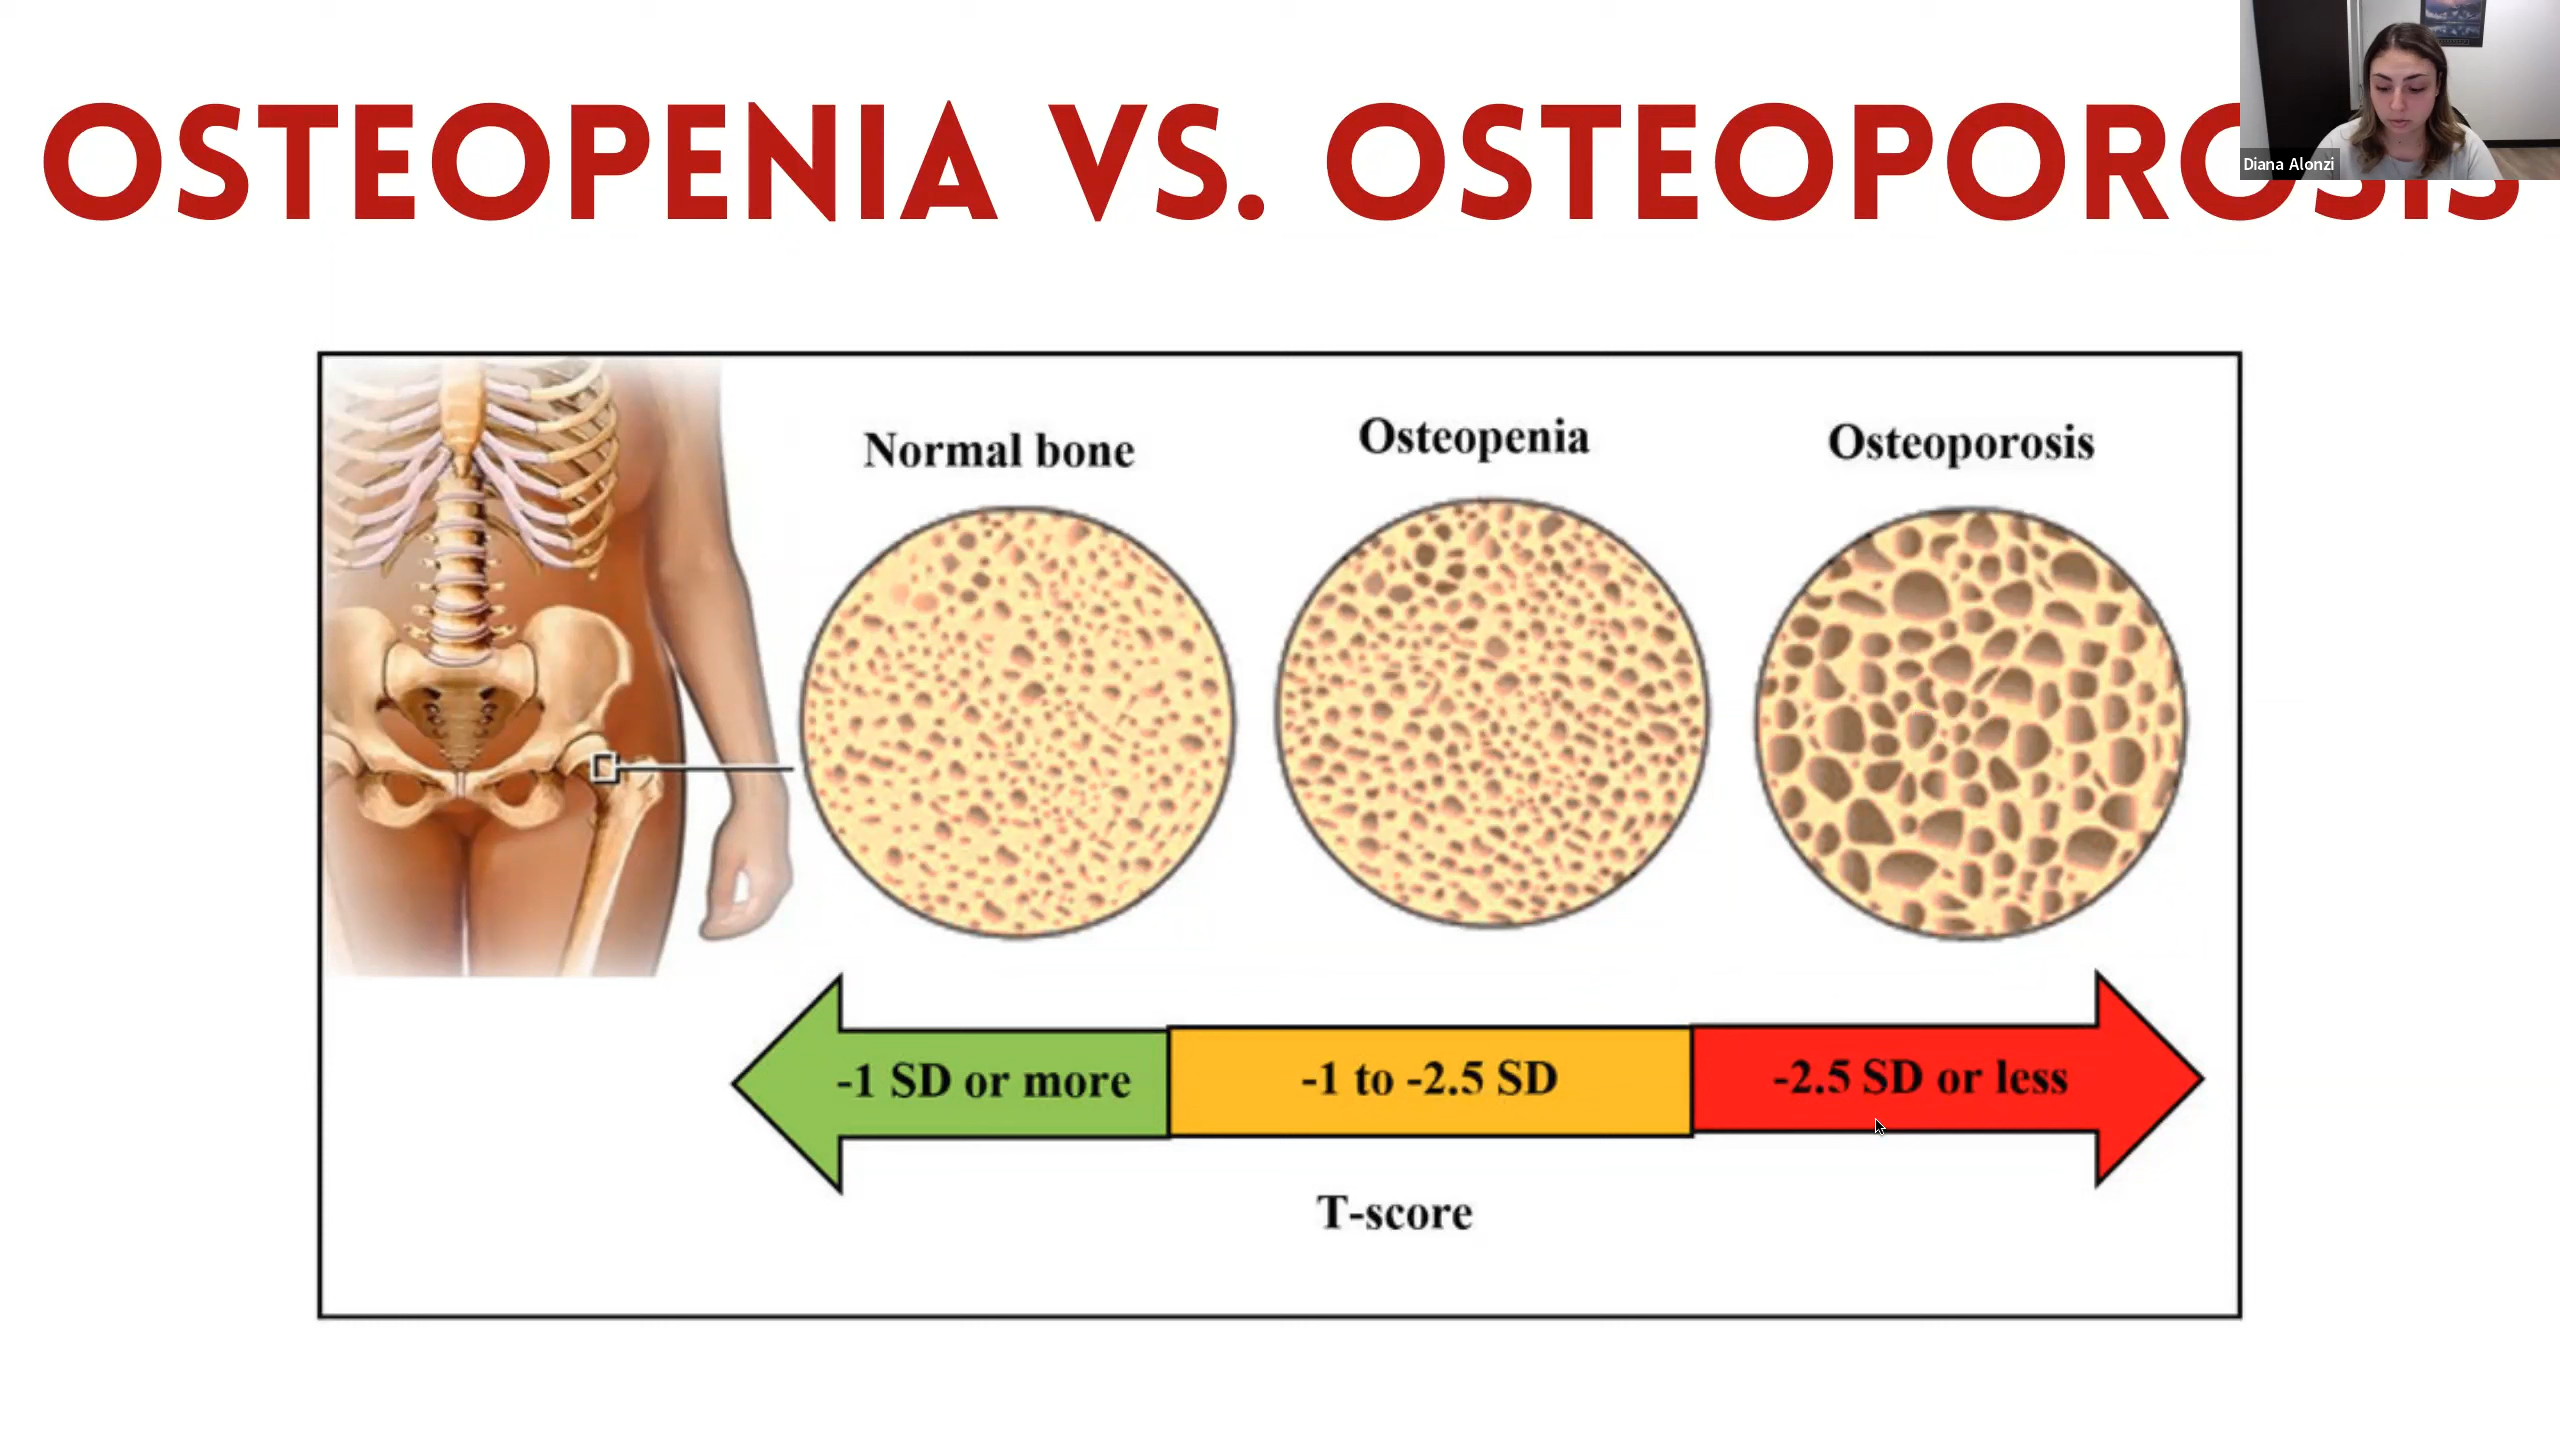 OSTEOPENIA VS. OSTEOPOROSIS
Diana Alonzi
Normal bone
Osteopenia
Osteoporosis
-1 SD or more
-1 to -2.5 SD
-2.5 SD or less
T-score